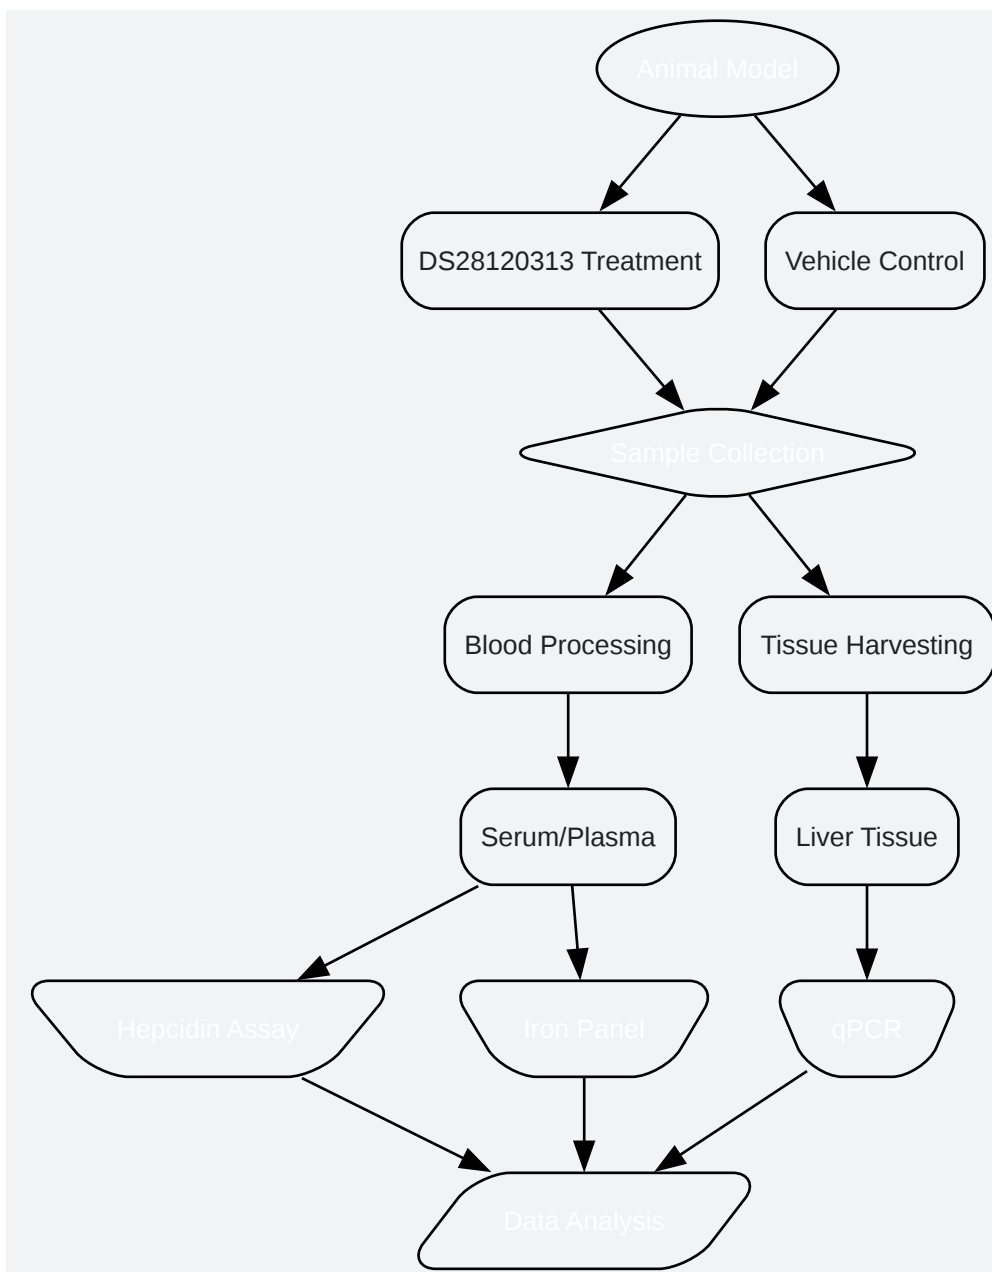 Animal Model
DS28120313 Treatment
Vehicle Control
Sample Collection
Blood Processing
Tissue Harvesting
Serum/Plasma
Liver Tissue
Hepcidin Assay
Iron Panel
qPCR
Data Analysis